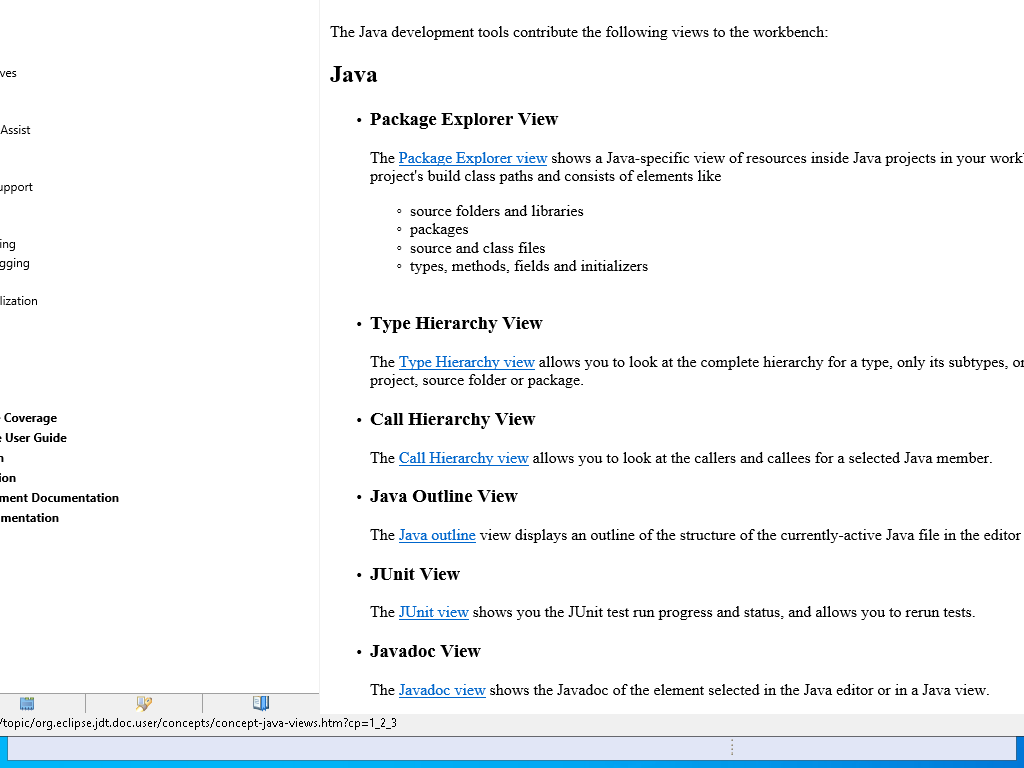 The Java development tools contribute the following views to the workbench:
Java
ves
• Package Explorer View
Assist
The Package Explorer view shows a Java-specific view of resources inside Java projects in your work
project's build class paths and consists of elements like
upport
source folders and libraries
packages
ing
source and class files
gging
types, methods, fields and initializers
lization
• Type Hierarchy View
The Type Hierarchy view allows you to look at the complete hierarchy for a type, only its subtypes, or
project, source folder or package.
Coverage
• Call Hierarchy View
e User Guide
n
The Call Hierarchy view allows you to look at the callers and callees for a selected Java member.
ion
ment Documentation
• Java Outline View
mentation
The Java outline view displays an outline of the structure of the currently-active Java file in the editor
• JUnit View
The JUnit view shows you the JUnit test run progress and status, and allows you to rerun tests.
• Javadoc View
The Javadoc view shows the Javadoc of the element selected in the Java editor or in a Java view.
/topic/org.eclipse.jdt.doc.user/concepts/concept-java-views.htm?cp=1_2_3